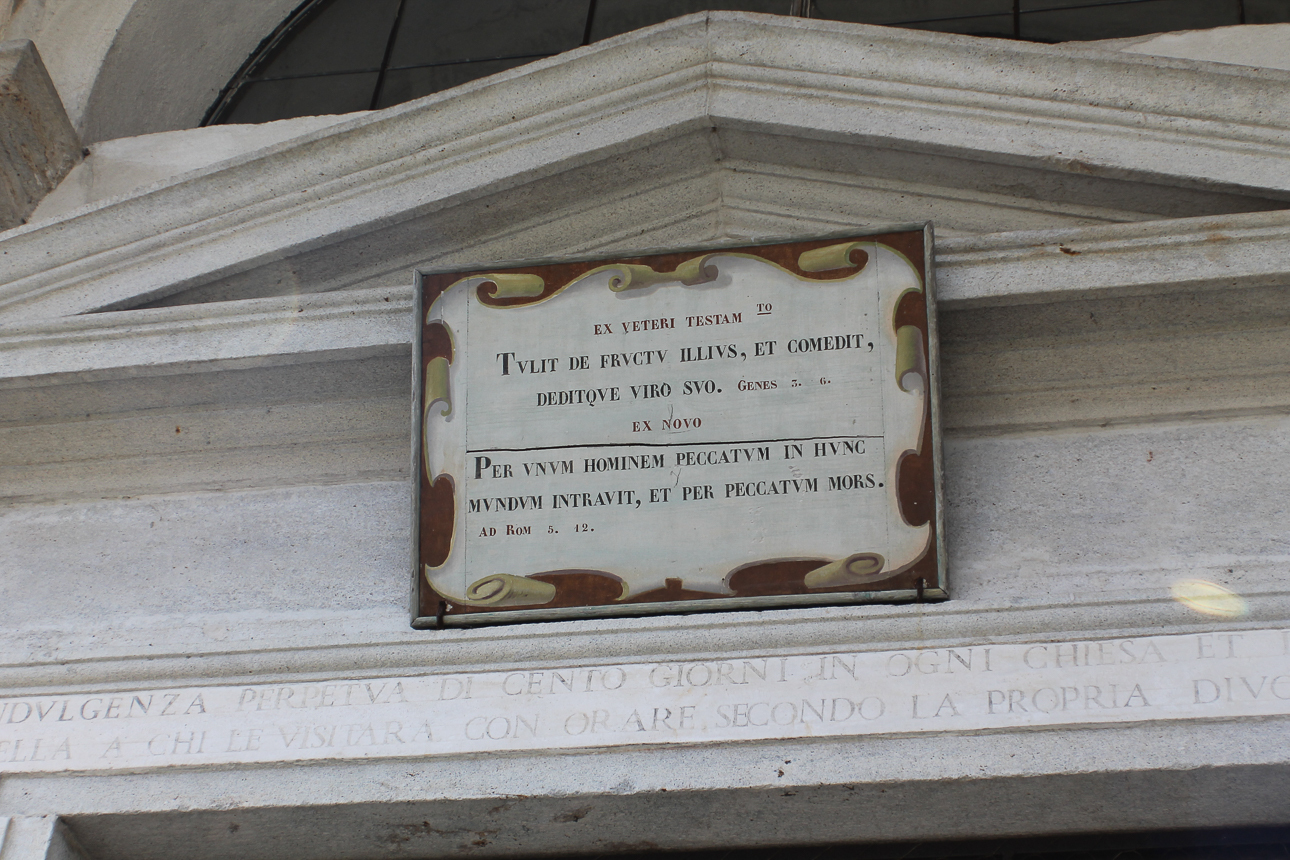 EX VETERI TESTAM TO
TVLIT DE FRVCTV ILLIVS, ET COMEDIT,
DEDITQVE VIRO SVO. GENES 3. 6.
EX NOVO
PER VNVM HOMINEM PECCATVM IN HVNC
MVNDVM INTRAVIT, ET PER PECCATVM MORS.
AD ROM 5. 12.
NDVLGENZA PERPETVA DI CENTO GIORNI IN OGNI CHIESA ET
ELLA A CHI LE VISITARA CON ORARE SECONDO LA PROPRIA DIVO